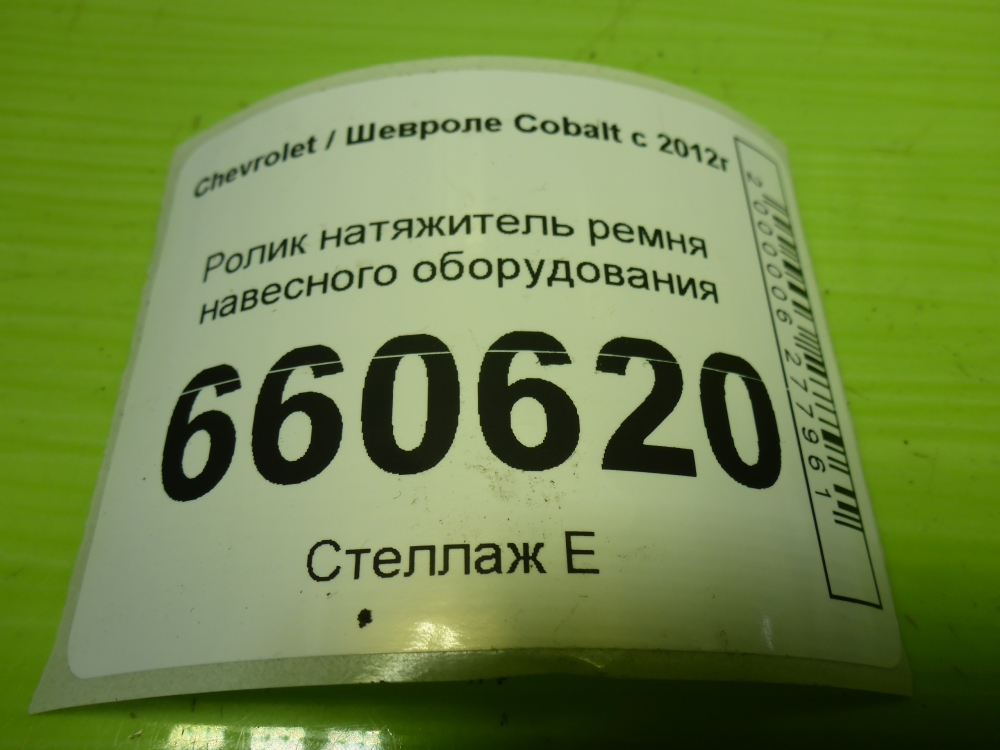 Chevrolet / Шевроле Cobalt с 2012г
Ролик натяжитель ремня
навесного оборудования
660620
Стеллаж Е
2000006277961